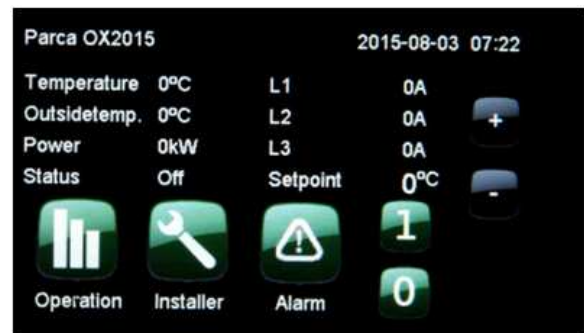 Parca OX2015 2015-08-03 07:22
Temperature 0ºC L1 0A
Outsidetemp. 0ºC L2 0A +
Power 0kW L3 0A
Status Off Setpoint 0ºC -
1
Operation Installer Alarm 0